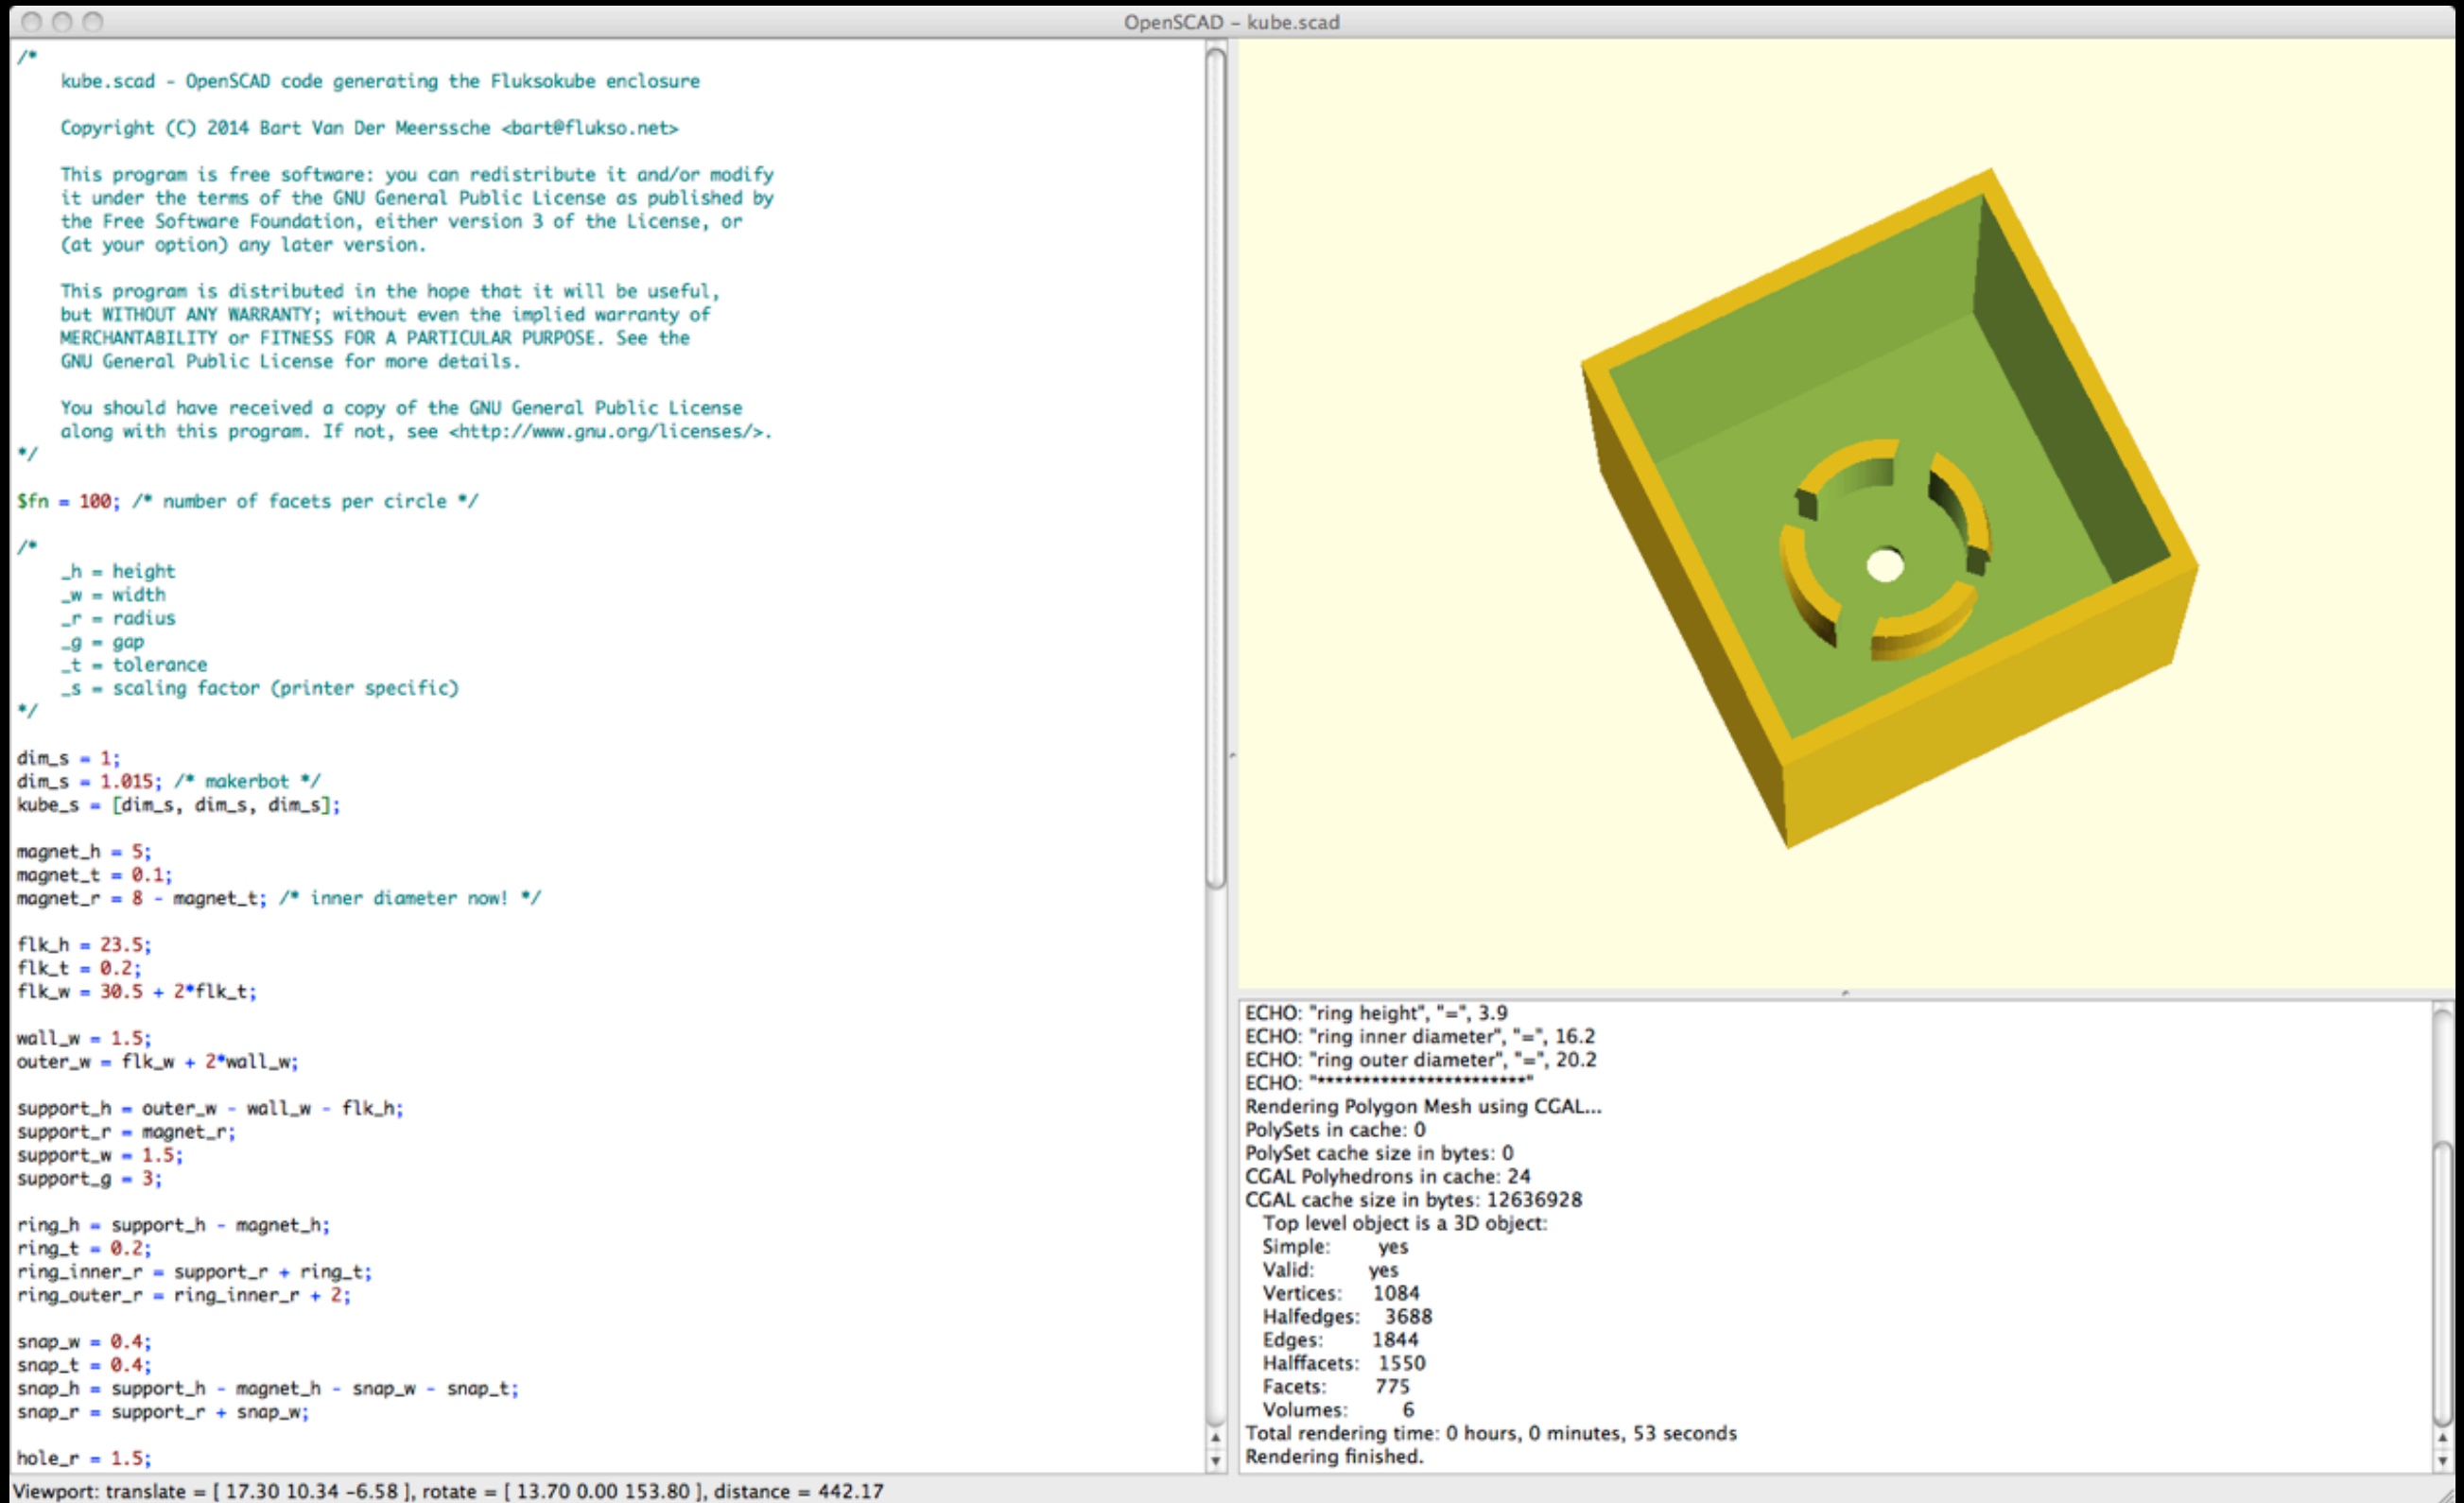 OpenSCAD – kube.scad
/*
kube.scad - OpenSCAD code generating the Fluksokube enclosure
Copyright (C) 2014 Bart Van Der Meerssche <bart@flukso.net>
This program is free software: you can redistribute it and/or modify
it under the terms of the GNU General Public License as published by
the Free Software Foundation, either version 3 of the License, or
(at your option) any later version.
This program is distributed in the hope that it will be useful,
but WITHOUT ANY WARRANTY; without even the implied warranty of
MERCHANTABILITY or FITNESS FOR A PARTICULAR PURPOSE. See the
GNU General Public License for more details.
You should have received a copy of the GNU General Public License
along with this program. If not, see <http://www.gnu.org/licenses/>.
*/
$fn = 100; /* number of facets per circle */
/*
_h = height
_w = width
_r = radius
_g = gap
_t = tolerance
_s = scaling factor (printer specific)
*/
dim_s = 1;
dim_s = 1.015; /* makerbot */
kube_s = [dim_s, dim_s, dim_s];
magnet_h = 5;
magnet_t = 0.1;
magnet_r = 8 - magnet_t; /* inner diameter now! */
flk_h = 23.5;
flk_t = 0.2;
flk_w = 30.5 + 2*flk_t;
wall_w = 1.5;
outer_w = flk_w + 2*wall_w;
support_h = outer_w - wall_w - flk_h;
support_r = magnet_r;
support_w = 1.5;
support_g = 3;
ring_h = support_h - magnet_h;
ring_t = 0.2;
ring_inner_r = support_r + ring_t;
ring_outer_r = ring_inner_r + 2;
snap_w = 0.4;
snap_t = 0.4;
snap_h = support_h - magnet_h - snap_w - snap_t;
snap_r = support_r + snap_w;
hole_r = 1.5;
ECHO: "ring height", "=", 3.9
ECHO: "ring inner diameter", "=", 16.2
ECHO: "ring outer diameter", "=", 20.2
ECHO: "************************"
Rendering Polygon Mesh using CGAL...
PolySets in cache: 0
PolySet cache size in bytes: 0
CGAL Polyhedrons in cache: 24
CGAL cache size in bytes: 12636928
Top level object is a 3D object:
Simple: yes
Valid: yes
Vertices: 1084
Halfedges: 3688
Edges: 1844
Halffacets: 1550
Facets: 775
Volumes: 6
Total rendering time: 0 hours, 0 minutes, 53 seconds
Rendering finished.
Viewport: translate = [ 17.30 10.34 -6.58 ], rotate = [ 13.70 0.00 153.80 ], distance = 442.17